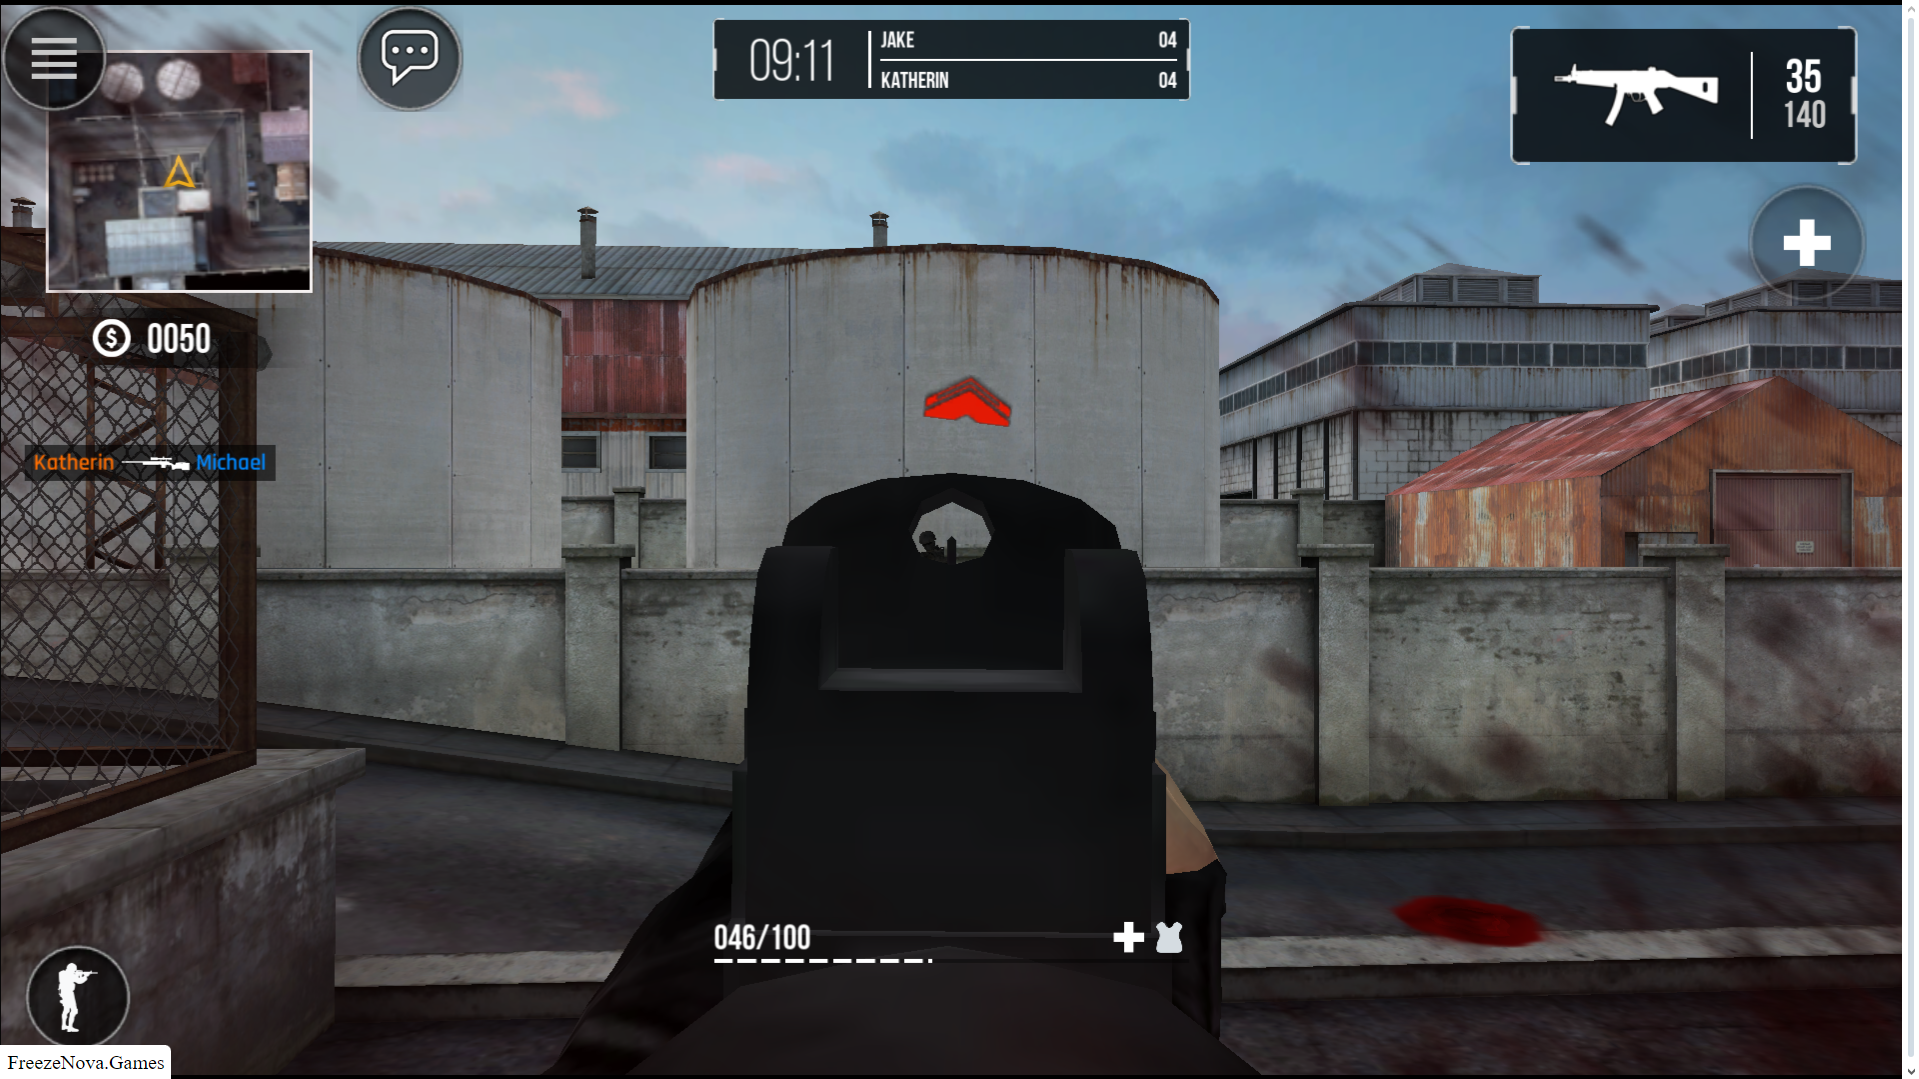 09:11
JAKE 04
KATHERIN 04
35
140
$ 0050
Katherin Michael
046/100
FreezeNova.Games